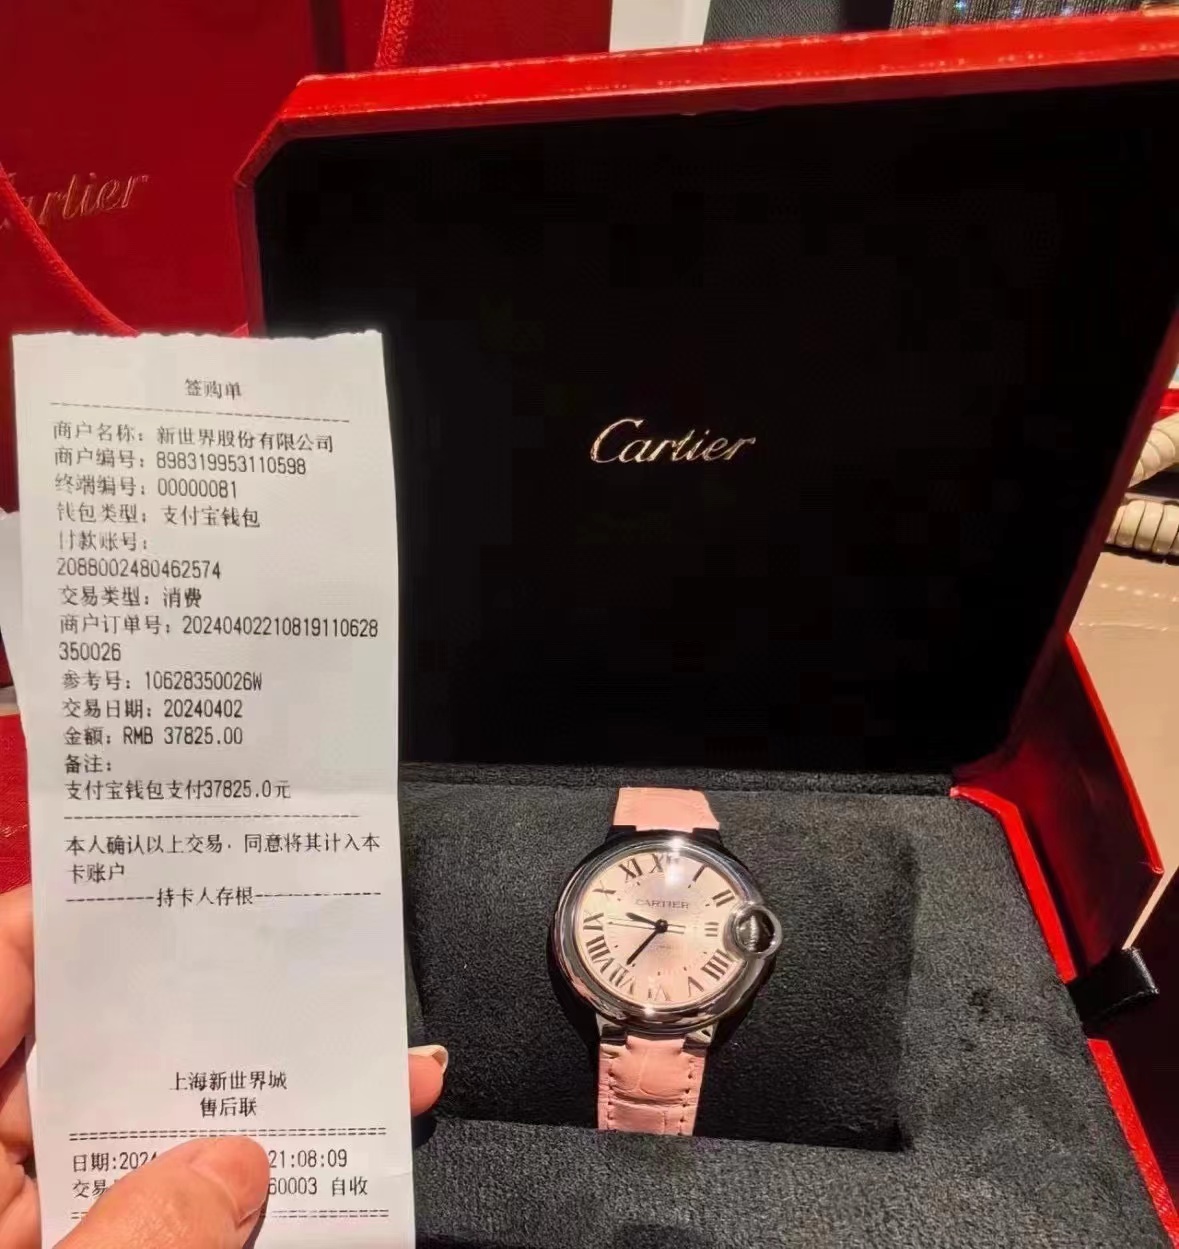 Cartier
签购单
商户名称：新世界股份有限公司
商户编号：898319953110598
终端编号：00000081
钱包类型：支付宝钱包
付款账号：
2088002480462574
交易类型：消费
商户订单号：20240402210819110628
350026
参考号：10628350026W
交易日期：20240402
金额：RMB 37825.00
备注：
支付宝钱包支付37825.0元
本人确认以上交易，同意将其计入本
卡账户
---------持卡人存根-------------
上海新世界城
售后联
日期:2024 21:08:09
交易 60003 自收
Cartier
XII
CARTIER